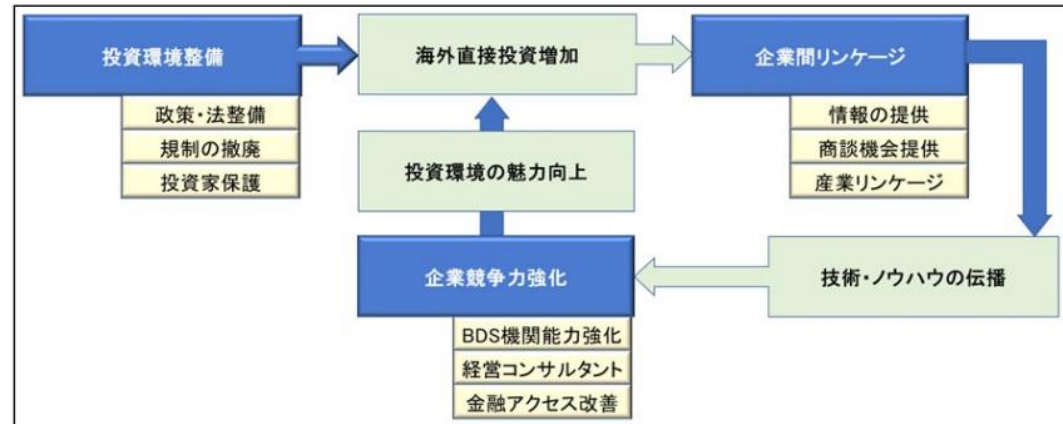 投資環境整備
海外直接投資増加
企業間リンケージ
政策・法整備
規制の撤廃
投資家保護
情報の提供
商談機会提供
産業リンケージ
投資環境の魅力向上
企業競争力強化
技術・ノウハウの伝播
BDS機関能力強化
経営コンサルタント
金融アクセス改善